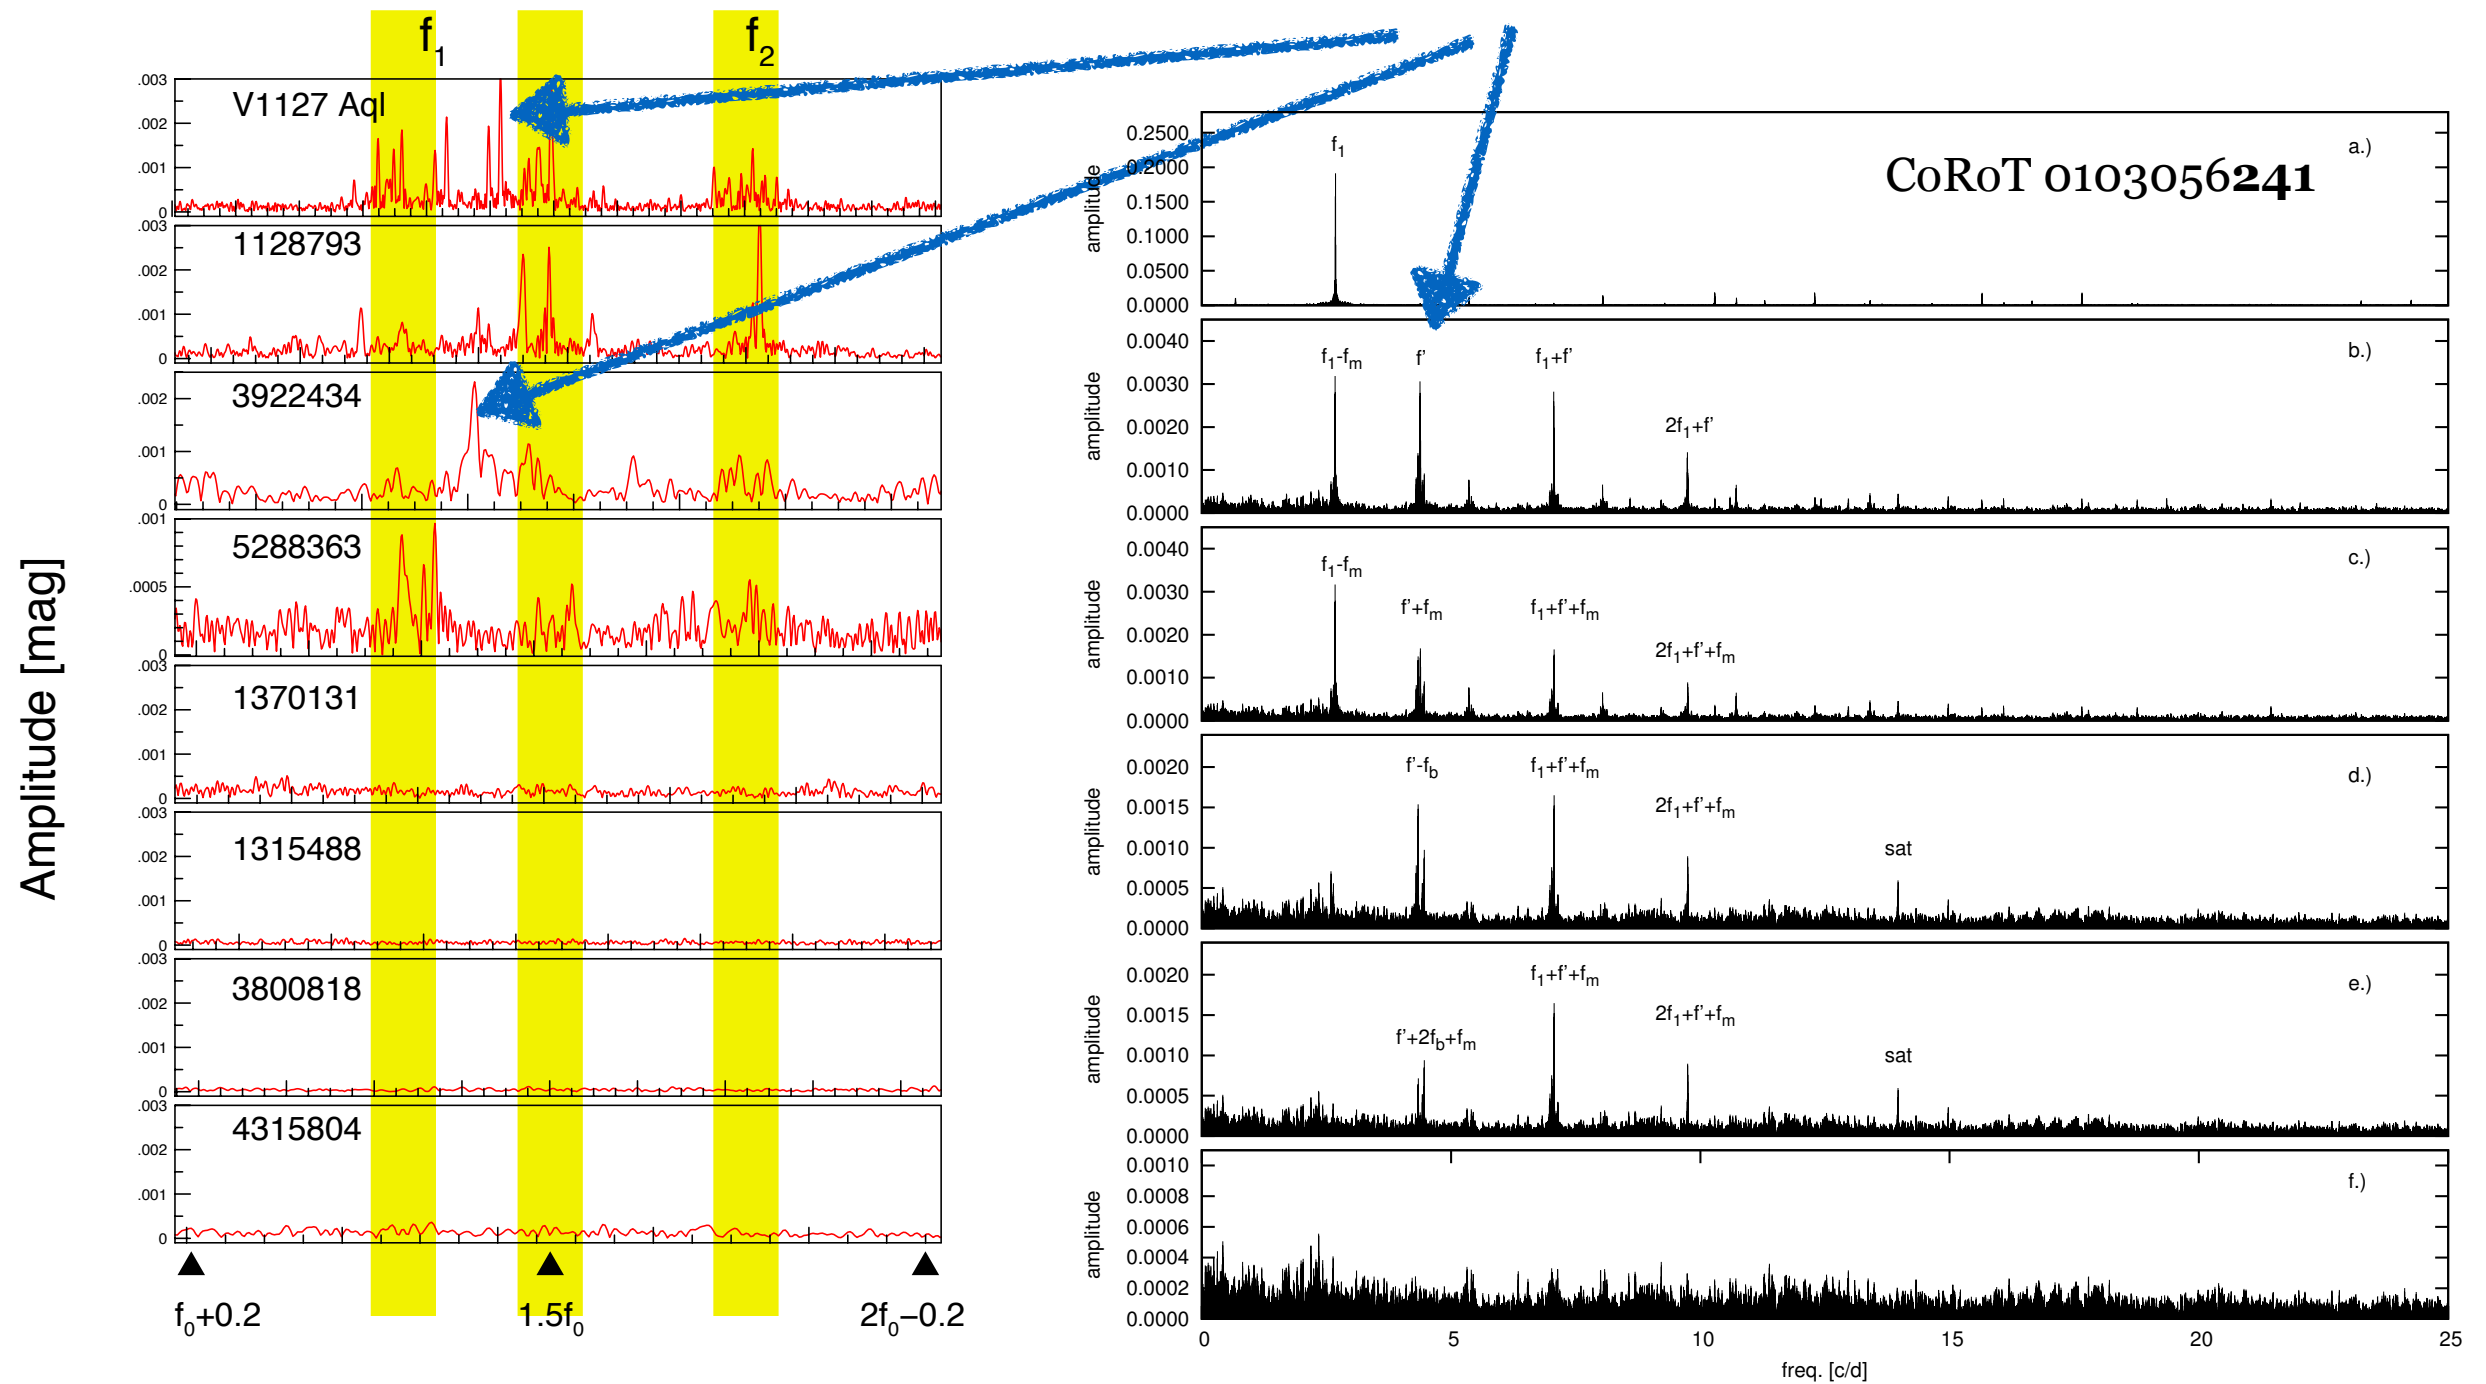 f1 f2
Amplitude [mag]
V1127 Aql
.003
.002
.001
0
1128793
.003
.002
.001
0
3922434
.002
.001
0
5288363
.001
.0005
0
1370131
.003
.002
.001
0
1315488
.003
.002
.001
0
3800818
.003
.002
.001
0
4315804
.003
.002
.001
0
f0+0.2 1.5f0 2f0−0.2
CoRoT 0103056241
a.)
f1
amplitude
0.2500
0.2000
0.1500
0.1000
0.0500
0.0000
b.)
f1-fm f' f1+f' 2f1+f'
amplitude
0.0040
0.0030
0.0020
0.0010
0.0000
c.)
f1-fm f'+fm f1+f'+fm 2f1+f'+fm
amplitude
0.0040
0.0030
0.0020
0.0010
0.0000
d.)
f'-fb f1+f'+fm 2f1+f'+fm sat
amplitude
0.0020
0.0015
0.0010
0.0005
0.0000
e.)
f'+2fb+fm f1+f'+fm 2f1+f'+fm sat
amplitude
0.0020
0.0015
0.0010
0.0005
0.0000
f.)
amplitude
0.0010
0.0008
0.0006
0.0004
0.0002
0.0000
0 5 10 15 20 25
freq. [c/d]